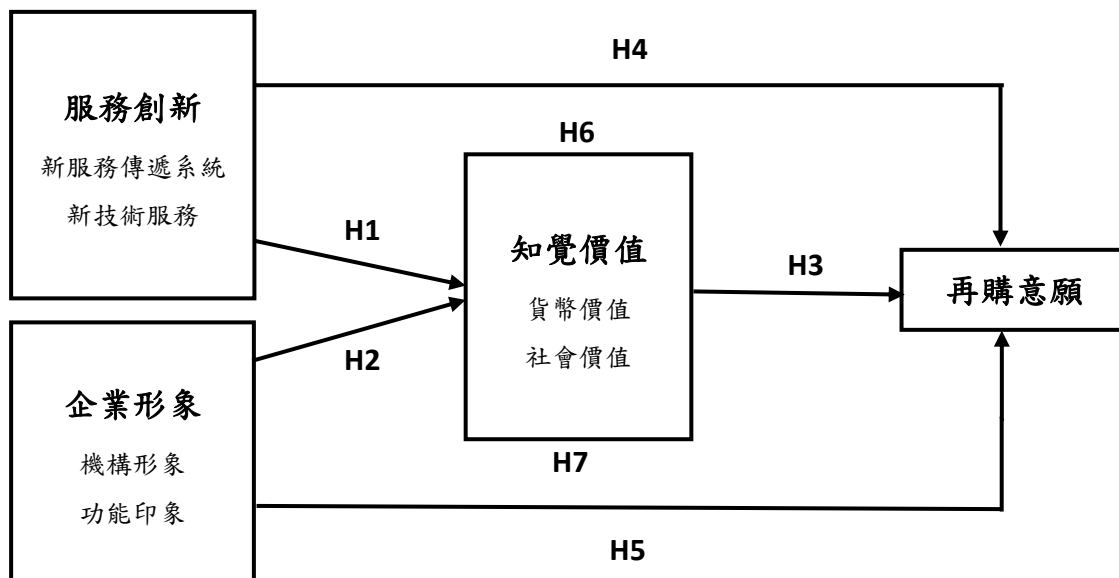 服務創新
新服務傳遞系統
新技術服務
企業形象
機構形象
功能印象
H1
H2
H6
知覺價值
貨幣價值
社會價值
H7
H4
H3
H5
再購意愿